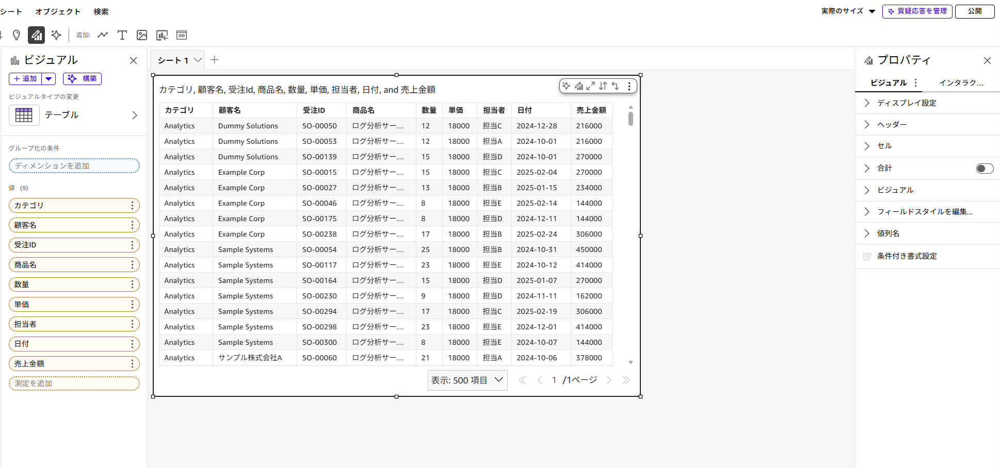 シート オブジェクト 検索
実際のサイズ 質疑応答を管理 公開
追加:
ビジュアル
+ 追加 構築
ビジュアルタイプの変更
テーブル
グループ化の条件
ディメンションを追加
値 (9)
カテゴリ
顧客名
受注ID
商品名
数量
単価
担当者
日付
売上金額
測定を追加
シート 1
カテゴリ, 顧客名, 受注Id, 商品名, 数量, 単価, 担当者, 日付, and 売上金額
カテゴリ 顧客名 受注ID 商品名 数量 単価 担当者 日付 売上金額
Analytics Dummy Solutions SO-00050 ログ分析サー... 12 18000 担当C 2024-12-28 216000
Analytics Dummy Solutions SO-00053 ログ分析サー... 12 18000 担当A 2024-10-01 216000
Analytics Dummy Solutions SO-00139 ログ分析サー... 15 18000 担当D 2024-10-01 270000
Analytics Example Corp SO-00015 ログ分析サー... 15 18000 担当C 2025-02-04 270000
Analytics Example Corp SO-00027 ログ分析サー... 13 18000 担当B 2025-01-15 234000
Analytics Example Corp SO-00046 ログ分析サー... 8 18000 担当E 2025-02-14 144000
Analytics Example Corp SO-00175 ログ分析サー... 8 18000 担当D 2024-12-11 144000
Analytics Example Corp SO-00238 ログ分析サー... 17 18000 担当B 2025-02-24 306000
Analytics Sample Systems SO-00054 ログ分析サー... 25 18000 担当B 2024-10-31 450000
Analytics Sample Systems SO-00117 ログ分析サー... 23 18000 担当E 2024-10-12 414000
Analytics Sample Systems SO-00164 ログ分析サー... 15 18000 担当D 2025-01-07 270000
Analytics Sample Systems SO-00230 ログ分析サー... 9 18000 担当D 2024-11-11 162000
Analytics Sample Systems SO-00294 ログ分析サー... 17 18000 担当C 2025-02-19 306000
Analytics Sample Systems SO-00298 ログ分析サー... 23 18000 担当E 2024-12-01 414000
Analytics Sample Systems SO-00300 ログ分析サー... 8 18000 担当E 2024-10-07 144000
Analytics サンプル株式会社A SO-00060 ログ分析サー... 21 18000 担当A 2024-10-06 378000
表示: 500 項目 1 /1ページ
プロパティ
ビジュアル インタラク...
ディスプレイ設定
ヘッダー
セル
合計
ビジュアル
フィールドスタイルを編集...
値列名
条件付き書式設定